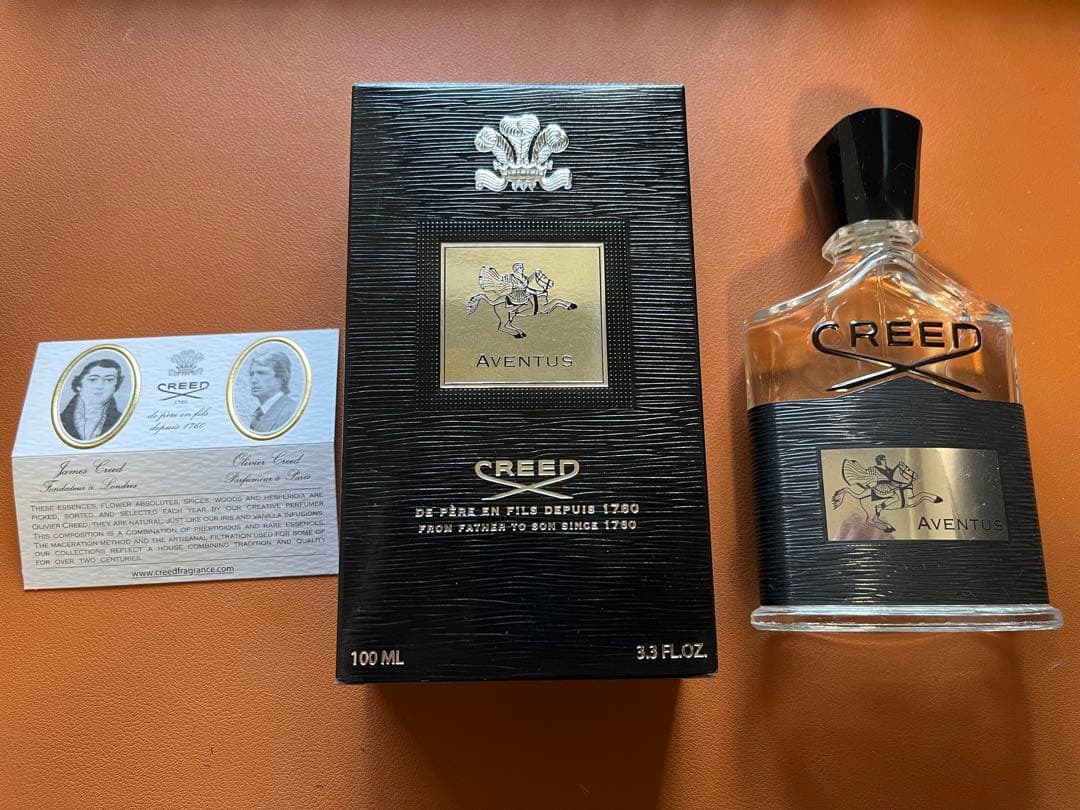 CREED
1760
de père en fils
depuis 1760
James Creed
Fondateur à Londres
Olivier Creed
Parfumeur à Paris
THESE ESSENCES, FLOWER ABSOLUTES, SPICES, WOODS AND HESPERIDIA ARE
PICKED, SORTED AND SELECTED EACH YEAR BY OUR CREATIVE PERFUMER
OLIVIER CREED; THEY ARE NATURAL, JUST LIKE OUR IRIS AND VANILLA INFUSIONS.
THIS COMPOSITION IS A COMBINATION OF PRESTIGIOUS AND RARE ESSENCES.
THE MACERATION METHOD AND THE ARTISANAL FILTRATION USED FOR SOME OF
OUR COLLECTIONS REFLECT A HOUSE COMBINING TRADITION AND QUALITY
FOR OVER TWO CENTURIES.
www.creedfragrance.com
AVENTUS
CREED
DE PÈRE EN FILS DEPUIS 1760
FROM FATHER TO SON SINCE 1760
100 ML
3.3 FL.OZ.
CREED
AVENTUS